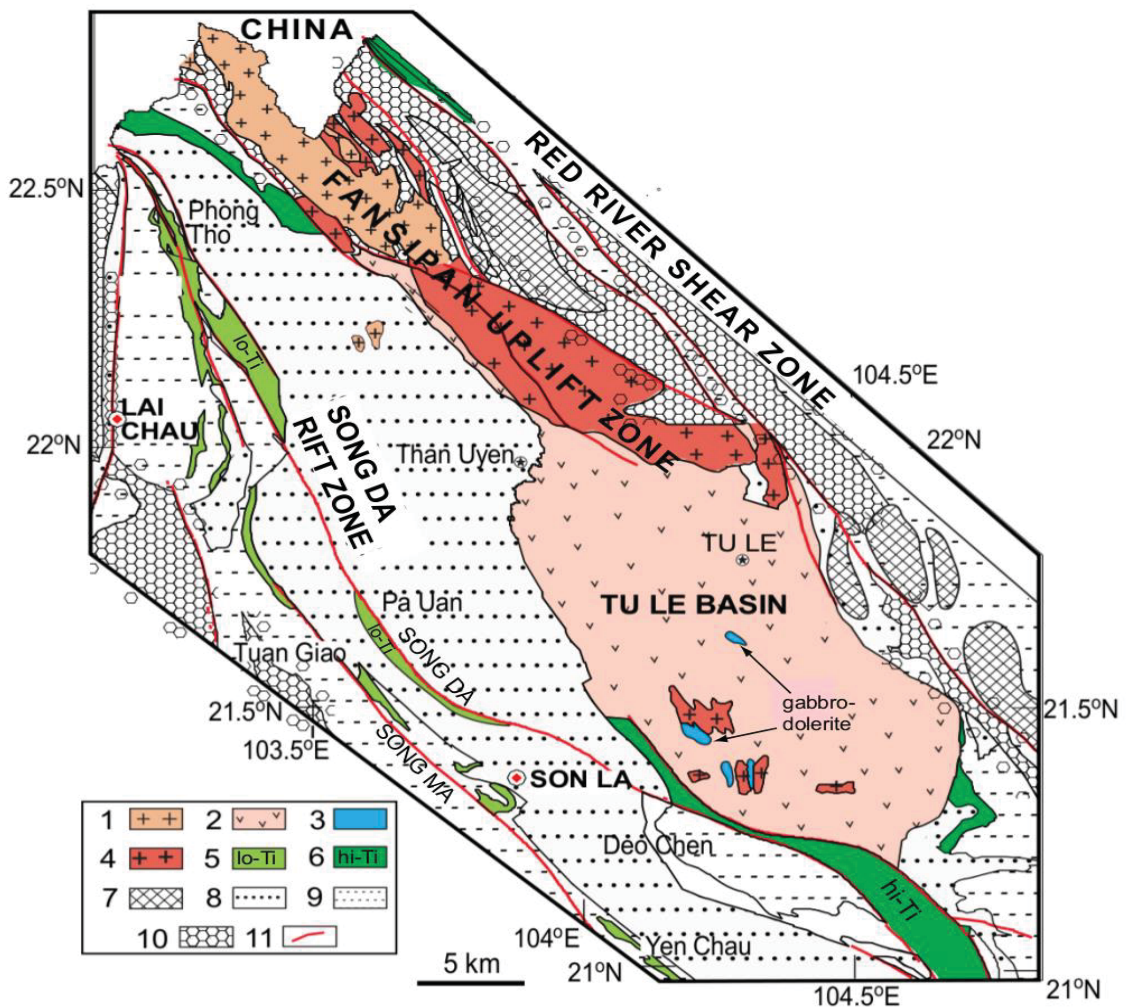 CHINA
RED RIVER SHEAR ZONE
22.5°N
Phong
Tho
FANSIPAN UPLIFT ZONE
lo-Ti
104.5°E
LAI
CHAU
22°N
22°N
SONG DA
RIFT ZONE
Than Uyen
TU LE
TU LE BASIN
Pa Uan
lo-Ti
SONG DA
Tuan Giao
gabbro-
dolerite
21.5°N
21.5°N
103.5°E
SONG MA
SON LA
Deo Chen
1
2
3
4
5 lo-Ti
6 hi-Ti
7
8
9
10
11
hi-Ti
104°E
Yen Chau
5 km
21°N
21°N
104.5°E